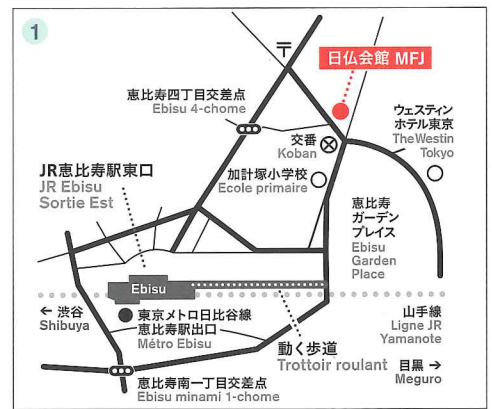 1
〒
日仏会館 MFJ
恵比寿四丁目交差点
Ebisu 4-chome
ウェスティン
ホテル東京
The Westin
Tokyo
交番
Koban
JR恵比寿駅東口
JR Ebisu
Sortie Est
加計塚小学校
Ecole primaire
恵比寿
ガーデン
プレイス
Ebisu
Garden
Place
Ebisu
← 渋谷
Shibuya
東京メトロ日比谷線
恵比寿駅出口
Métro Ebisu
動く歩道
Trottoir roulant
山手線
Ligne JR
Yamanote
目黒 →
Meguro
恵比寿南一丁目交差点
Ebisu minami 1-chome